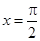 x = π/2